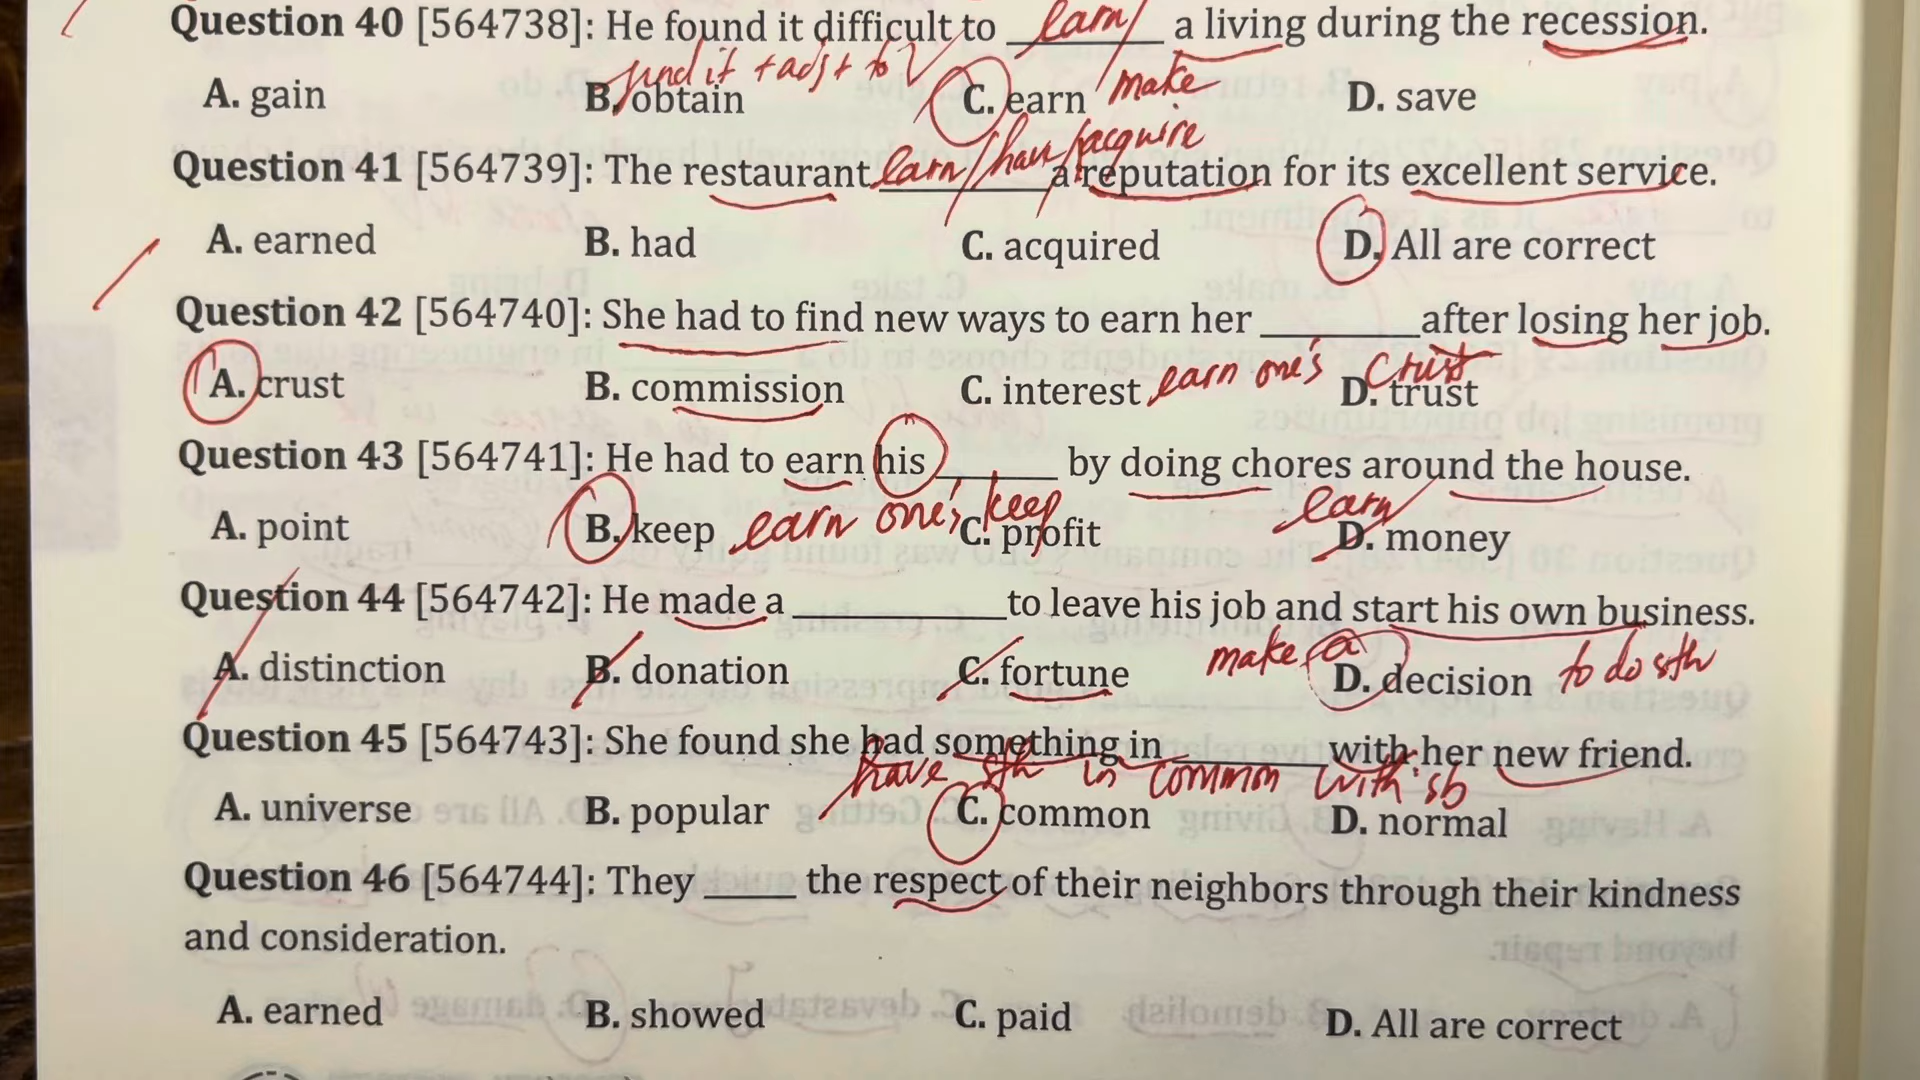 Question 40 [564738]: He found it difficult to ______ earn/ a living during the recession.
find it + adj + to V
A. gain B. obtain C. earn make D. save
earn/have/acquire
Question 41 [564739]: The restaurant ______ a reputation for its excellent service.
A. earned B. had C. acquired D. All are correct
Question 42 [564740]: She had to find new ways to earn her ______ after losing her job.
A. crust B. commission C. interest earn one's crust D. trust
Question 43 [564741]: He had to earn his ______ by doing chores around the house.
A. point B. keep earn one's keep C. profit earn D. money
Question 44 [564742]: He made a ______ to leave his job and start his own business.
A. distinction B. donation C. fortune make a D. decision to do sth
Question 45 [564743]: She found she had something in ______ with her new friend.
have sth in common with sb
A. universe B. popular C. common D. normal
Question 46 [564744]: They ____ the respect of their neighbors through their kindness
and consideration.
A. earned B. showed C. paid D. All are correct